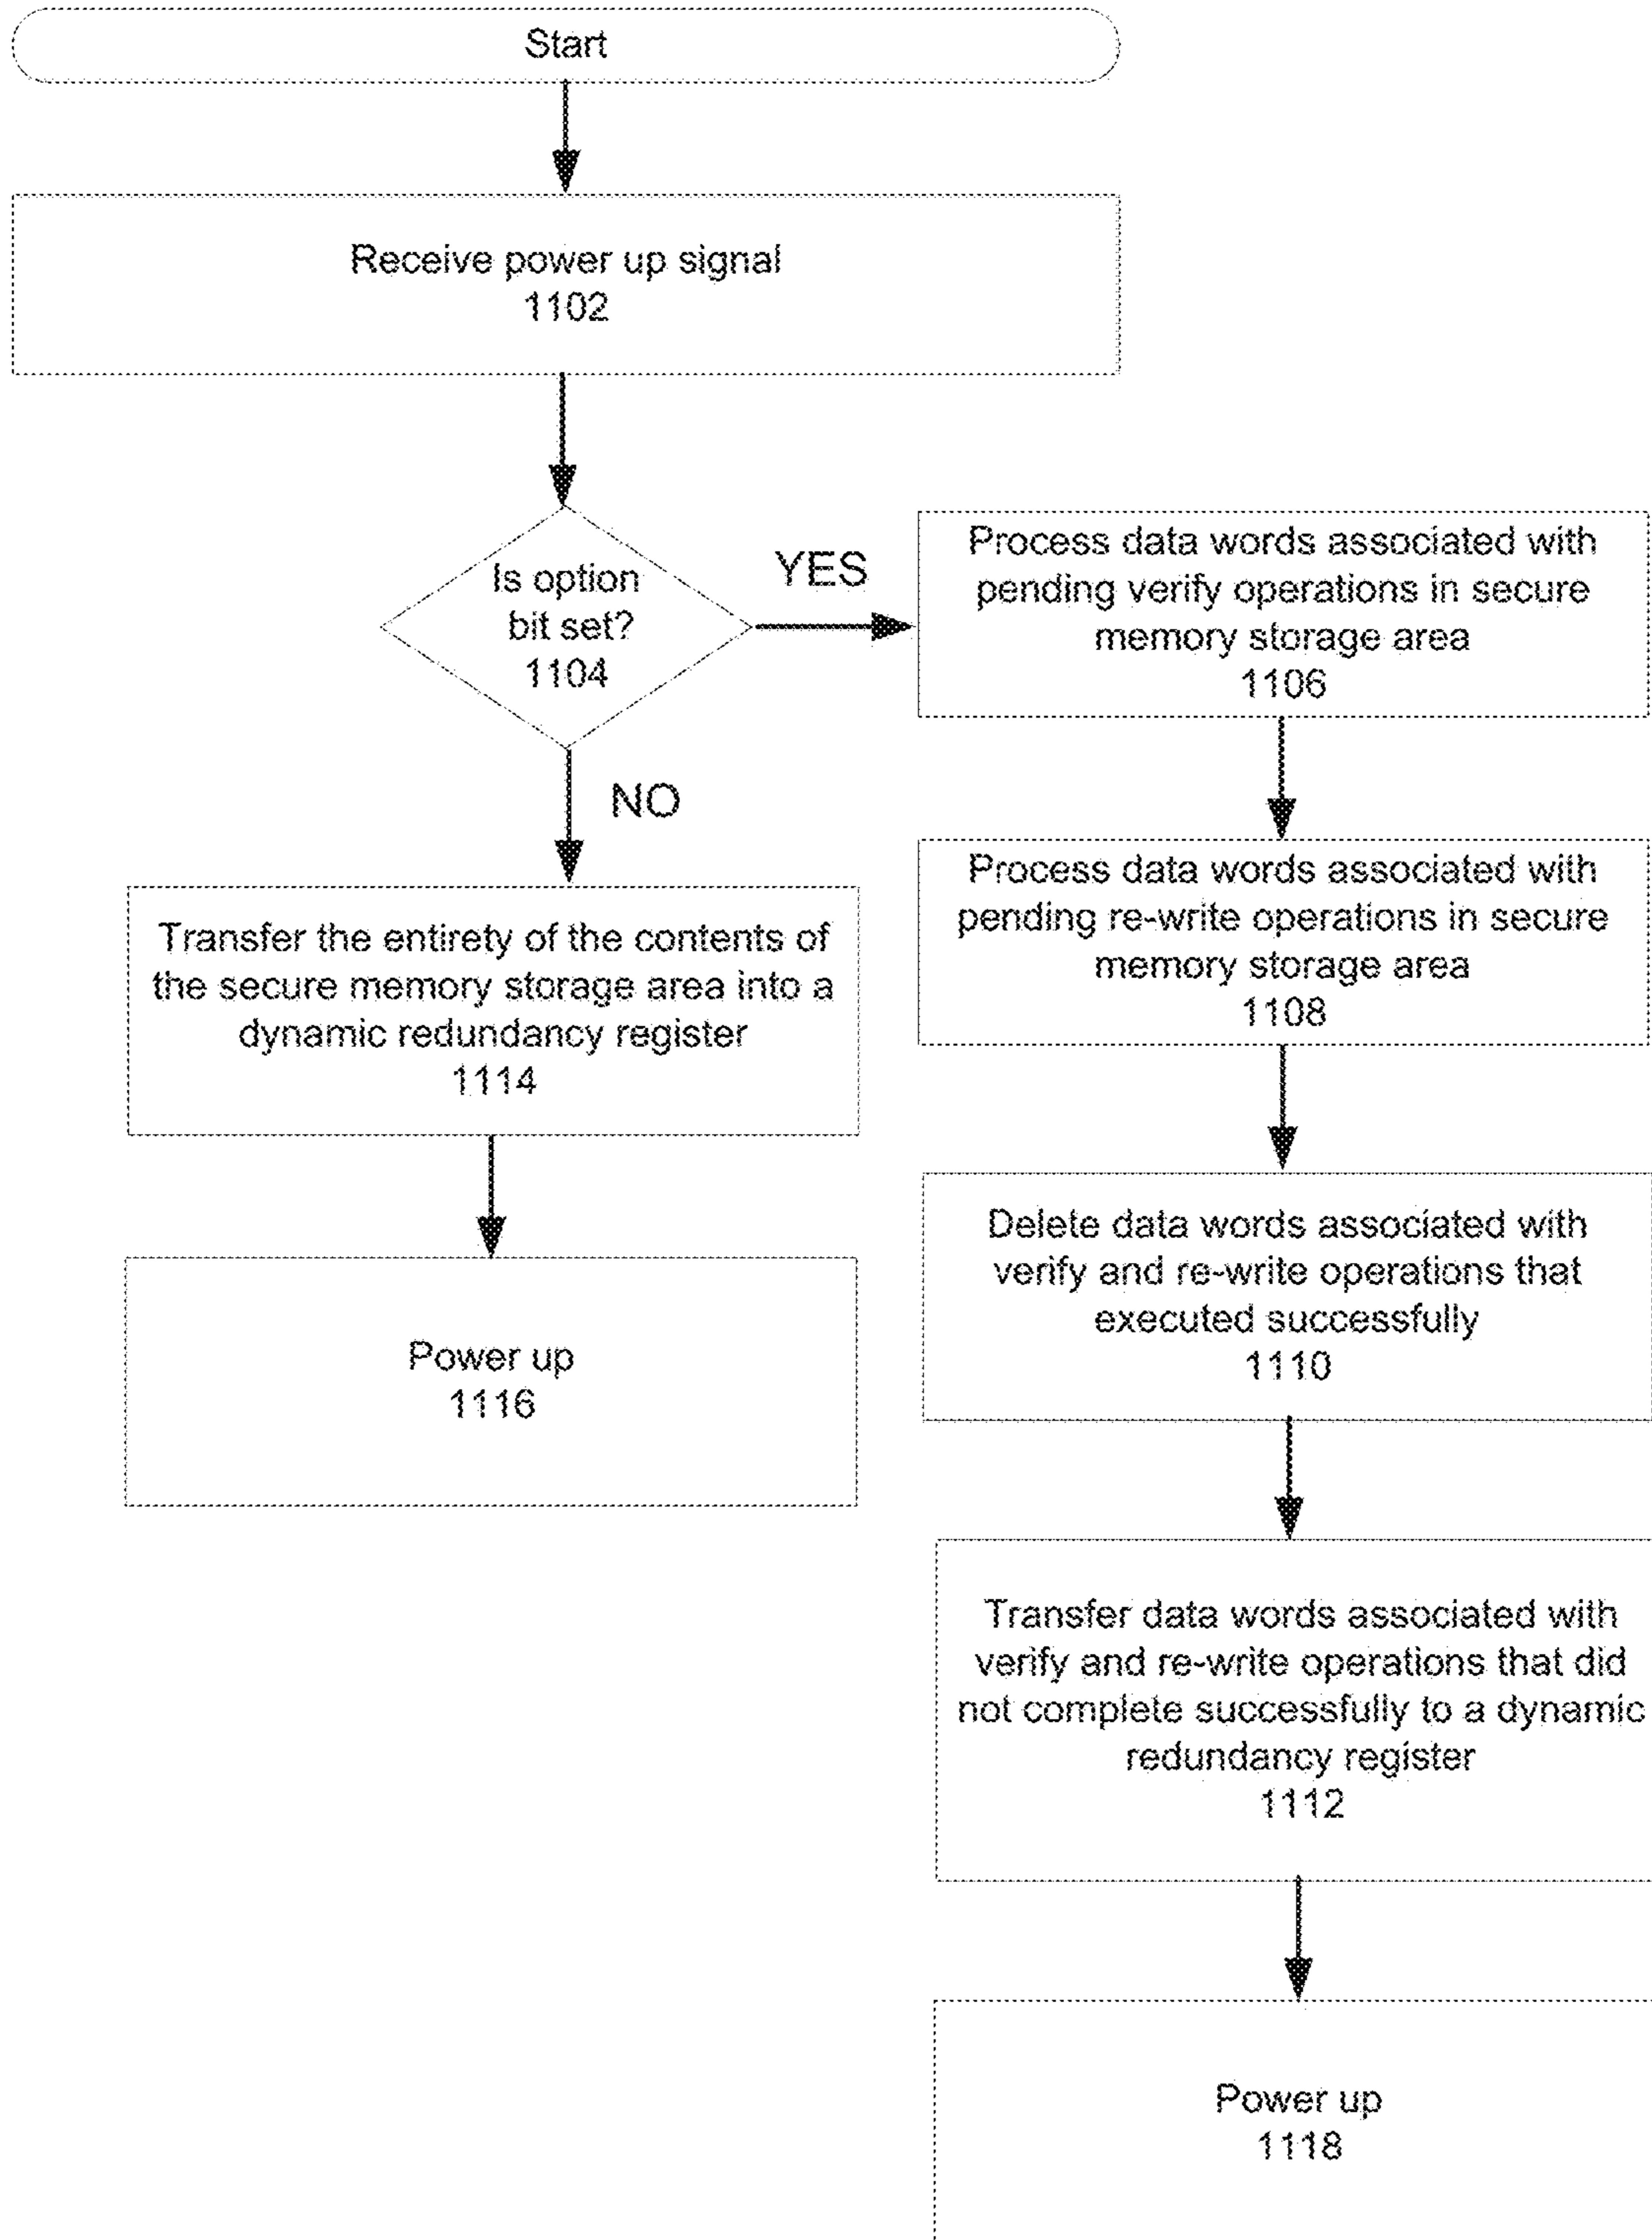 Start
Receive power up signal
1102
Is option
bit set?
1104
YES
NO
Process data words associated with
pending verify operations in secure
memory storage area
1106
Process data words associated with
pending re-write operations in secure
memory storage area
1108
Transfer the entirety of the contents of
the secure memory storage area into a
dynamic redundancy register
1114
Delete data words associated with
verify and re-write operations that
executed successfully
1110
Power up
1116
Transfer data words associated with
verify and re-write operations that did
not complete successfully to a dynamic
redundancy register
1112
Power up
1118